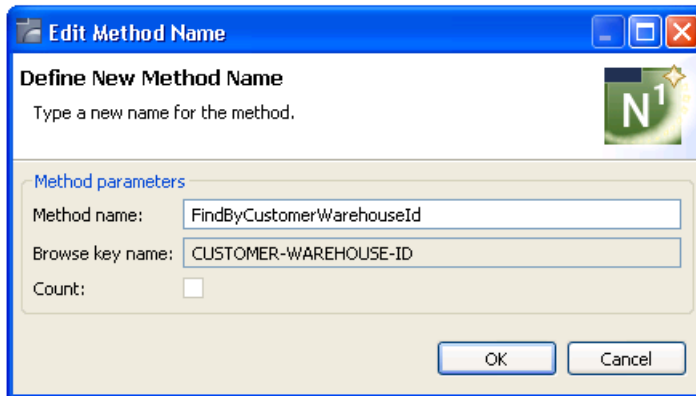 Edit Method Name
Define New Method Name
Type a new name for the method.
N1
Method parameters
Method name: FindByCustomerWarehouseId
Browse key name: CUSTOMER-WAREHOUSE-ID
Count:
OK Cancel